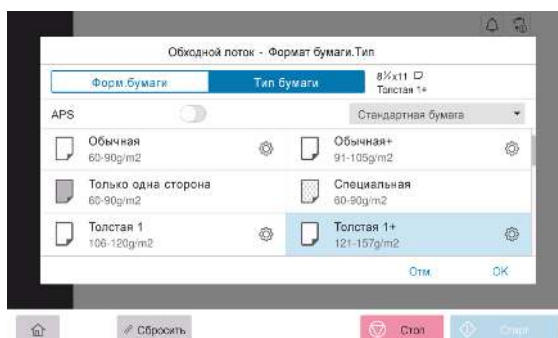 Обходной лоток - Формат бумаги.Тип
Форм.бумаги
Тип бумаги
8½x11
Толстая 1+
APS
Стандартная бумага
Обычная
60-90g/m2
Обычная+
91-105g/m2
Только одна сторона
60-90g/m2
Специальная
60-90g/m2
Толстая 1
106-120g/m2
Толстая 1+
121-157g/m2
Отм.
OK
Сбросить
Стоп
Старт